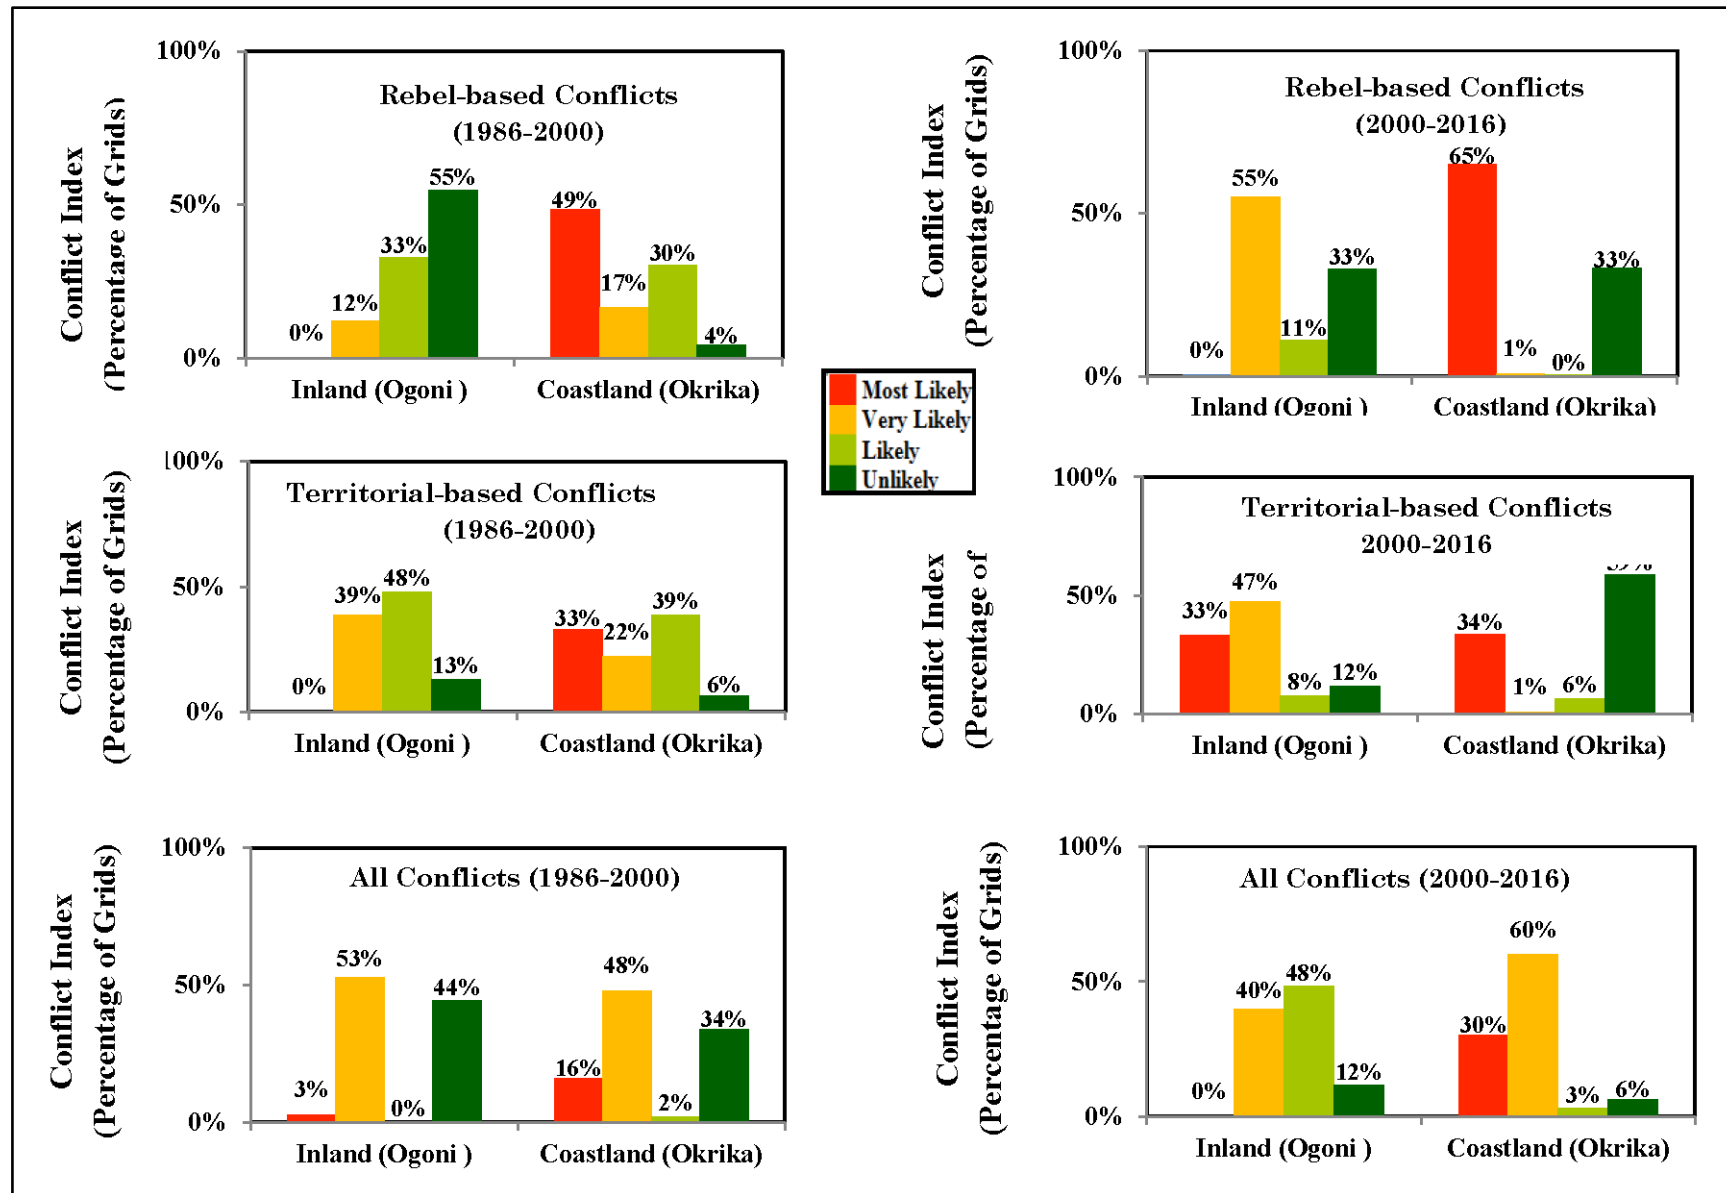 100%
Rebel-based Conflicts
(1986-2000)
Conflict Index
(Percentage of Grids)
50%
0%
0%
12%
33%
55%
49%
17%
30%
4%
Inland (Ogoni )
Coastland (Okrika)
100%
Rebel-based Conflicts
(2000-2016)
Conflict Index
(Percentage of Grids)
50%
0%
0%
55%
11%
33%
65%
1%
0%
33%
Inland (Ogoni )
Coastland (Okrika)
Most Likely
Very Likely
Likely
Unlikely
100%
Territorial-based Conflicts
(1986-2000)
Conflict Index
(Percentage of Grids)
50%
0%
0%
39%
48%
13%
33%
22%
39%
6%
Inland (Ogoni )
Coastland (Okrika)
100%
Territorial-based Conflicts
2000-2016
Conflict Index
(Percentage of
50%
0%
33%
47%
8%
12%
34%
1%
6%
59%
Inland (Ogoni )
Coastland (Okrika)
100%
All Conflicts (1986-2000)
Conflict Index
(Percentage of Grids)
50%
0%
3%
53%
0%
44%
16%
48%
2%
34%
Inland (Ogoni )
Coastland (Okrika)
100%
All Conflicts (2000-2016)
Conflict Index
(Percentage of Grids)
50%
0%
0%
40%
48%
12%
30%
60%
3%
6%
Inland (Ogoni )
Coastland (Okrika)